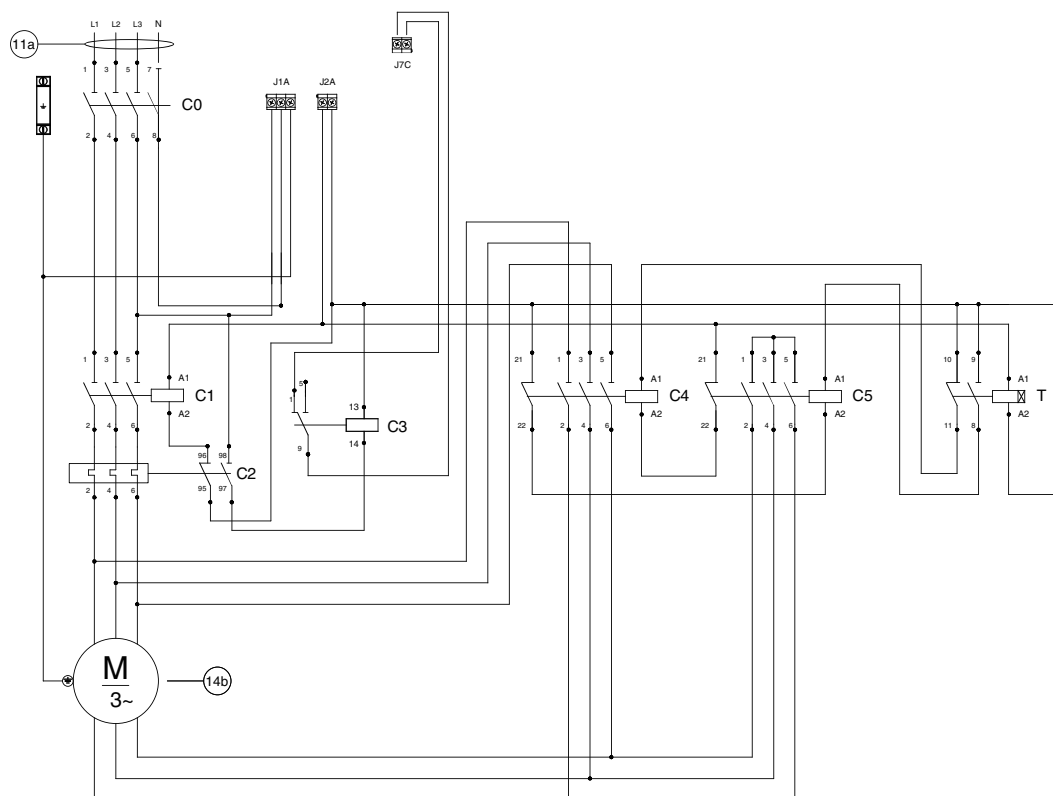 L1 L2 L3 N
11a
J7C
J1A J2A
1 3 5 7
C0
2 4 6 8
1 3 5 A1
C1
2 4 6 A2
96 98
C2
95 97
2 4 6
1 5 13
C3
9 14
21 1 3 5 A1
C4
22 2 4 6 A2
21 1 3 5 A1
C5
22 2 4 6 A2
10 9 A1
T
11 8 A2
M
3~
14b